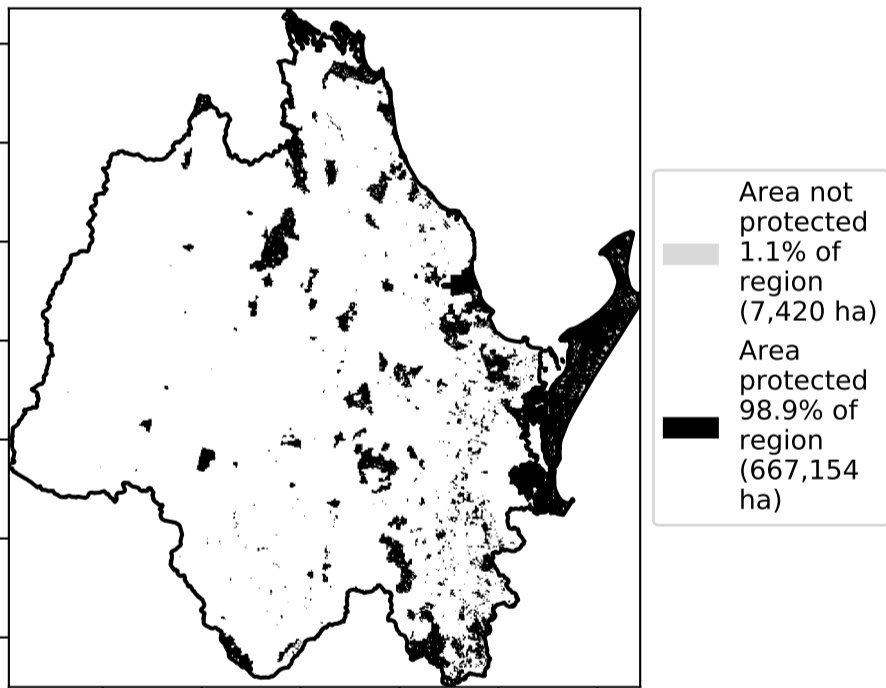 Area not
protected
1.1% of
region
(7,420 ha)
Area
protected
98.9% of
region
(667,154
ha)